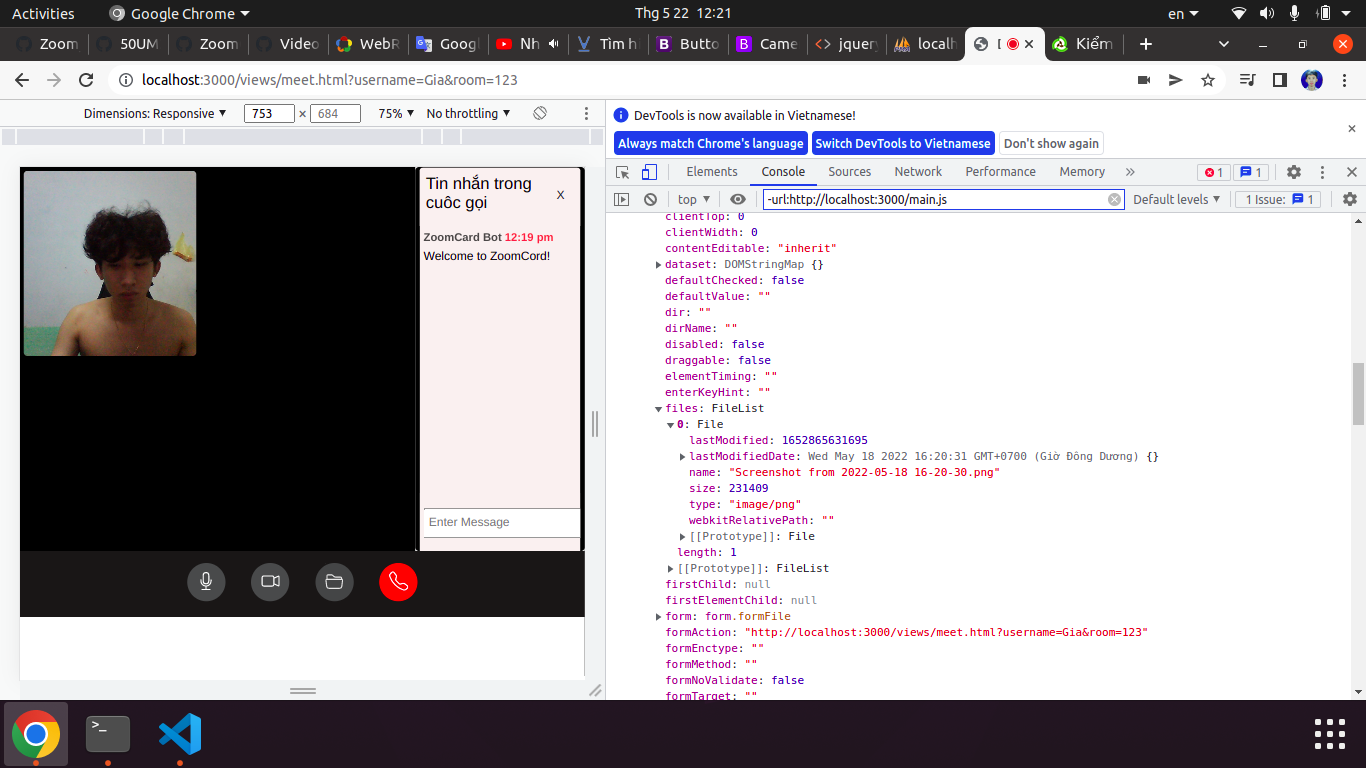 Activities
Google Chrome
Thg 5 22 12:21
en
Zoom
50UM
Zoom
Video
WebR
Googl
Nh
Tìm h
Butto
Came
jquery
localh
Kiểm
localhost:3000/views/meet.html?username=Gia&room=123
Dimensions: Responsive
753
×
684
75%
No throttling
DevTools is now available in Vietnamese!
Always match Chrome's language
Switch DevTools to Vietnamese
Don't show again
Elements
Console
Sources
Network
Performance
Memory
1
1
top
-url:http://localhost:3000/main.js
Default levels
1 Issue:
1
Tin nhắn trong
cuôc gọi
X
ZoomCard Bot 12:19 pm
Welcome to ZoomCord!
Enter Message
clientTop: 0
clientWidth: 0
contentEditable: "inherit"
dataset: DOMStringMap {}
defaultChecked: false
defaultValue: ""
dir: ""
dirName: ""
disabled: false
draggable: false
elementTiming: ""
enterKeyHint: ""
files: FileList
0: File
lastModified: 1652865631695
lastModifiedDate: Wed May 18 2022 16:20:31 GMT+0700 (Giờ Đông Dương) {}
name: "Screenshot from 2022-05-18 16-20-30.png"
size: 231409
type: "image/png"
webkitRelativePath: ""
[[Prototype]]: File
length: 1
[[Prototype]]: FileList
firstChild: null
firstElementChild: null
form: form.formFile
formAction: "http://localhost:3000/views/meet.html?username=Gia&room=123"
formEnctype: ""
formMethod: ""
formNoValidate: false
formTarget: ""